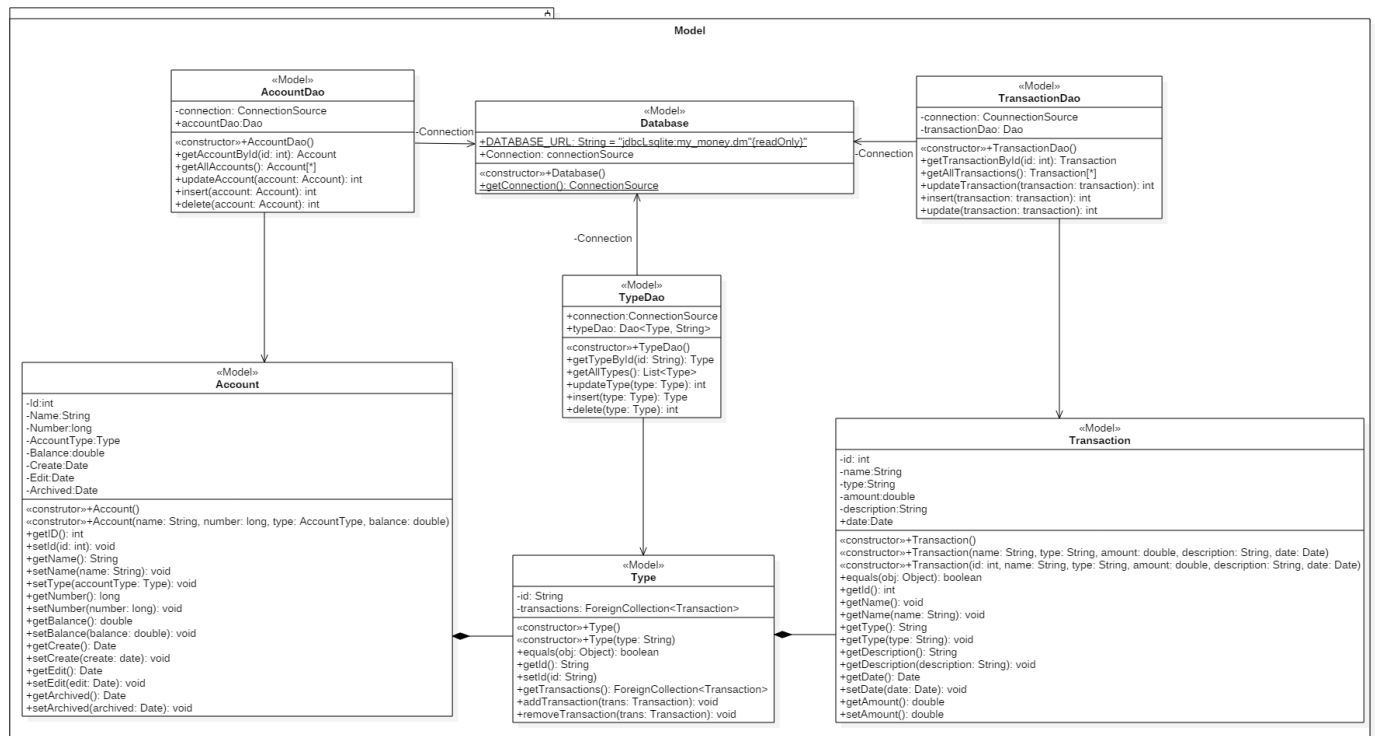 Model
«Model»
AccountDao
-connection: ConnectionSource
+accountDao:Dao
«constructor»+AccountDao()
+getAccountById(id: int): Account
+getAllAccounts(): Account[*]
+updateAccount(account: Account): int
+insert(account: Account): int
+delete(account: Account): int
-Connection
«Model»
Database
+DATABASE_URL: String = "jdbcLsqlite:my_money.dm"{readOnly}"
+Connection: connectionSource
«constructor»+Database()
+getConnection(): ConnectionSource
-Connection
«Model»
TransactionDao
-connection: CounnectionSource
-transactionDao: Dao
«constructor»+TransactionDao()
+getTransactionById(id: int): Transaction
+getAllTransactions(): Transaction[*]
+updateTransaction(transaction: transaction): int
+insert(transaction: transaction): int
+update(transaction: transaction): int
-Connection
«Model»
TypeDao
+connection:ConnectionSource
+typeDao: Dao<Type, String>
«constructor»+TypeDao()
+getTypeById(id: String): Type
+getAllTypes(): List<Type>
+updateType(type: Type): int
+insert(type: Type): Type
+delete(type: Type): int
«Model»
Account
-Id:int
-Name:String
-Number:long
-AccountType:Type
-Balance:double
-Create:Date
-Edit:Date
-Archived:Date
«construtor»+Account()
«construtor»+Account(name: String, number: long, type: AccountType, balance: double)
+getID(): int
+setId(id: int): void
+getName(): String
+setName(name: String): void
+setType(accountType: Type): void
+getNumber(): long
+setNumber(number: long): void
+getBalance(): double
+setBalance(balance: double): void
+getCreate(): Date
+setCreate(create: date): void
+getEdit(): Date
+setEdit(edit: Date): void
+getArchived(): Date
+setArchived(archived: Date): void
«Model»
Type
-id: String
-transactions: ForeignCollection<Transaction>
«constructor»+Type()
«constructor»+Type(type: String)
+equals(obj: Object): boolean
+getId(): String
+setId(id: String)
+getTransactions(): ForeignCollection<Transaction>
+addTransaction(trans: Transaction): void
+removeTransaction(trans: Transaction): void
«Model»
Transaction
-id: int
-name:String
-type:String
-amount:double
-description:String
+date:Date
«constructor»+Transaction()
«constructor»+Transaction(name: String, type: String, amount: double, description: String, date: Date)
«constructor»+Transaction(id: int, name: String, type: String, amount: double, description: String, date: Date)
+equals(obj: Object): boolean
+getId(): int
+getName(): void
+getName(name: String): void
+getType(): String
+getType(type: String): void
+getDescription(): String
+getDescription(description: String): void
+getDate(): Date
+setDate(date: Date): void
+getAmount(): double
+setAmount(): double